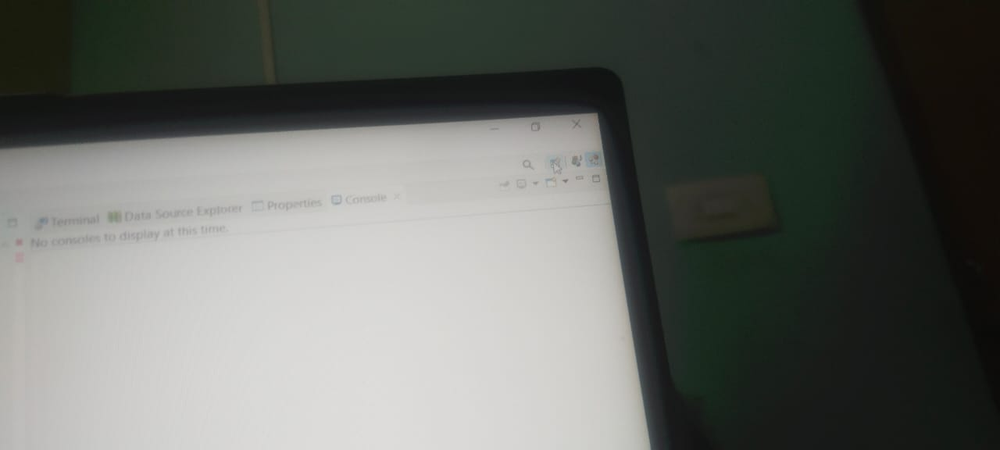 Terminal Data Source Explorer Properties Console
No consoles to display at this time.